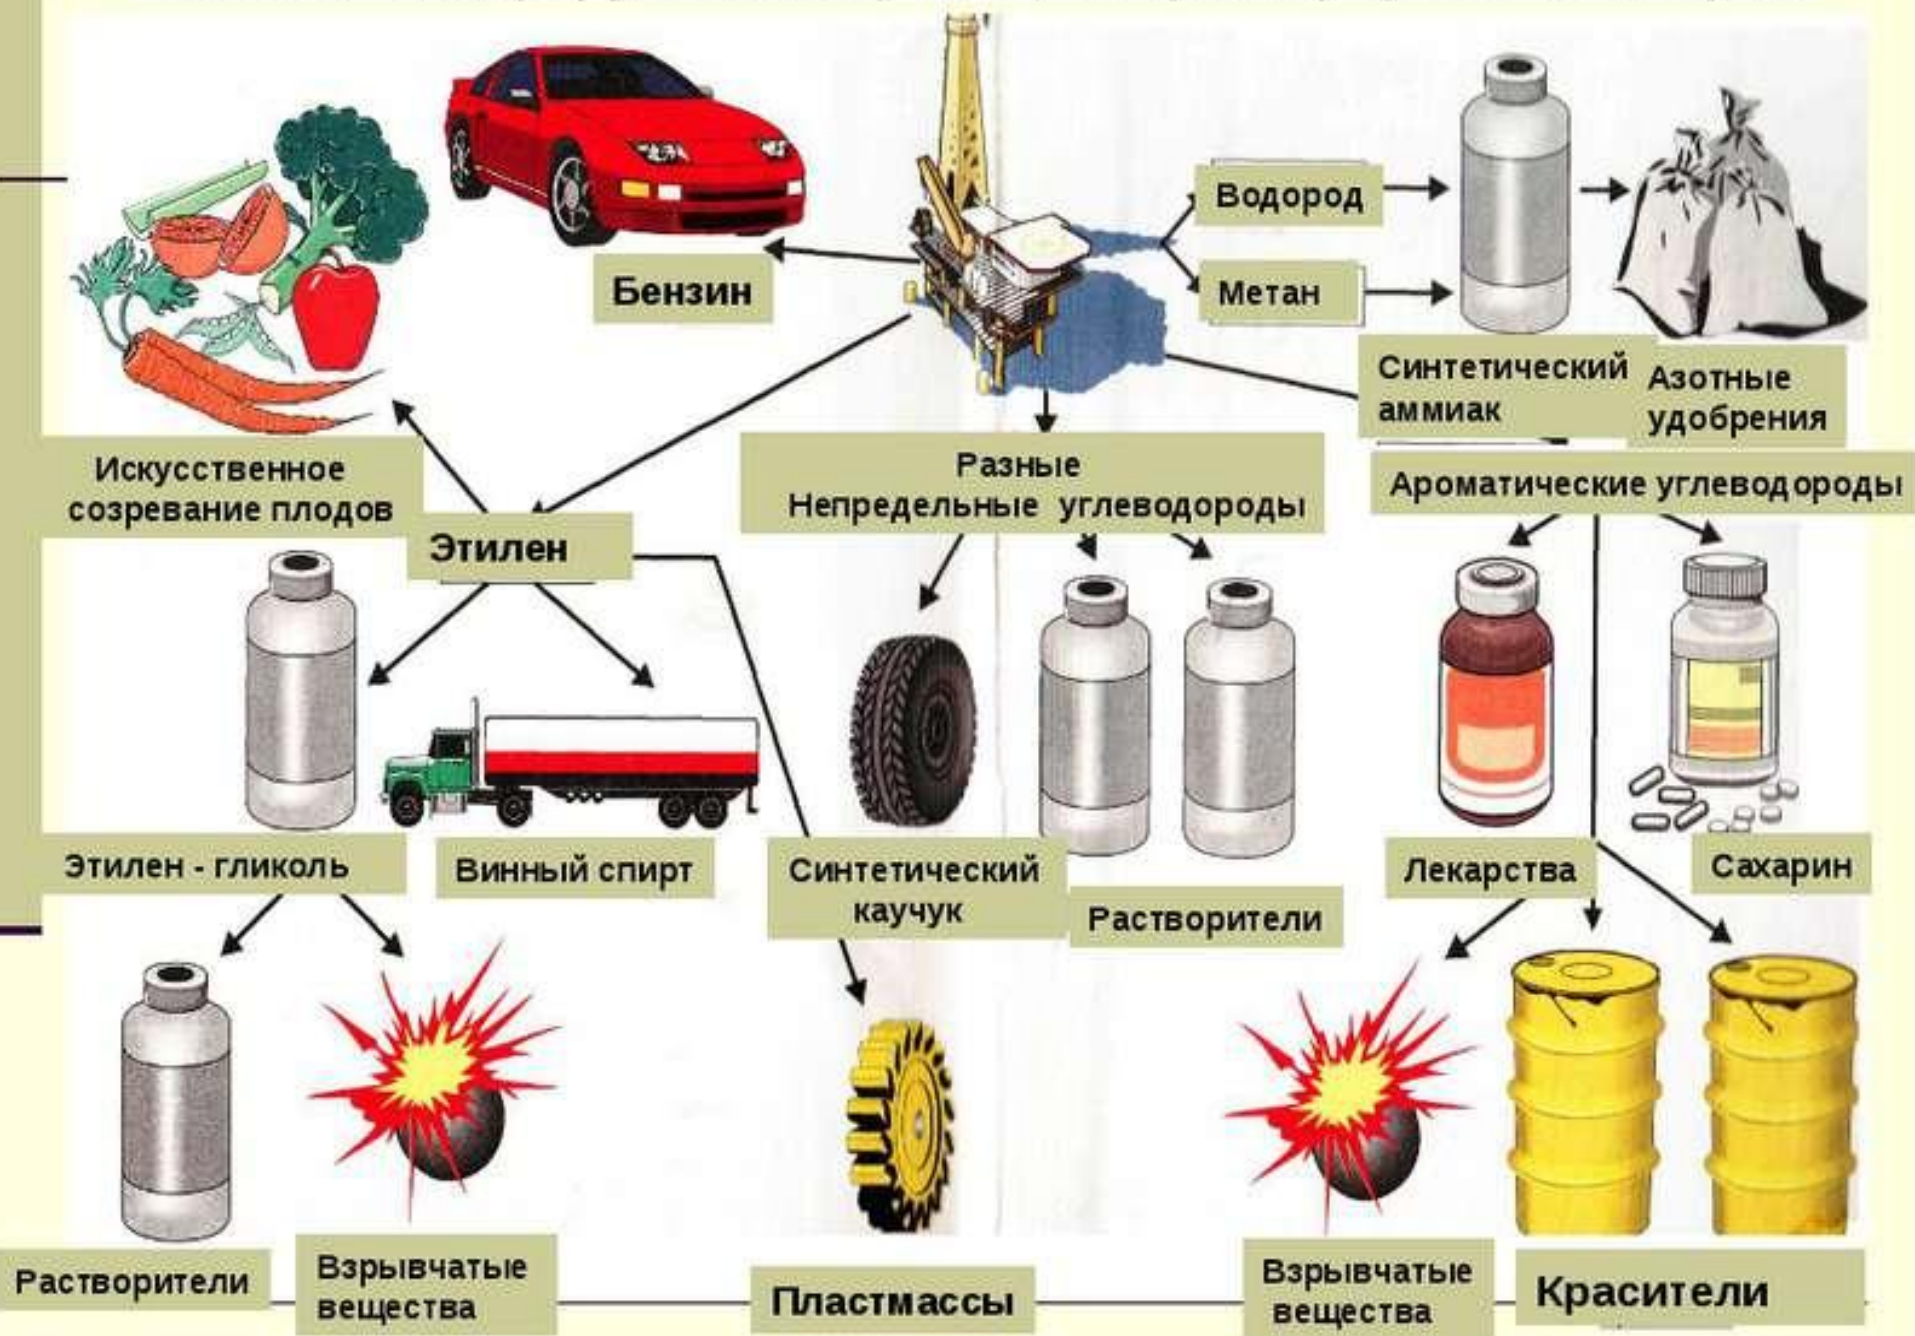 Водород
Бензин
Метан
Синтетический
аммиак
Азотные
удобрения
Искусственное
созревание плодов
Разные
Непредельные углеводороды
Ароматические углеводороды
Этилен
Этилен - гликоль
Винный спирт
Синтетический
каучук
Растворители
Лекарства
Сахарин
Растворители
Взрывчатые
вещества
Пластмассы
Взрывчатые
вещества
Красители